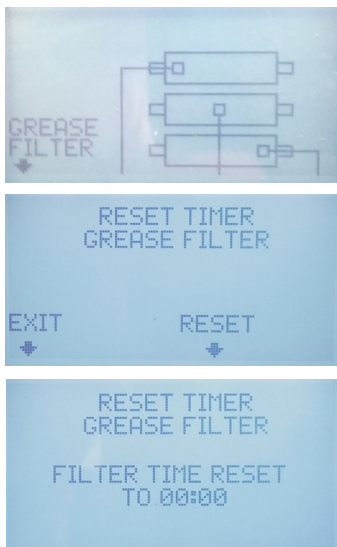 GREASE
FILTER
RESET TIMER
GREASE FILTER
EXIT RESET
RESET TIMER
GREASE FILTER
FILTER TIME RESET
TO 00:00